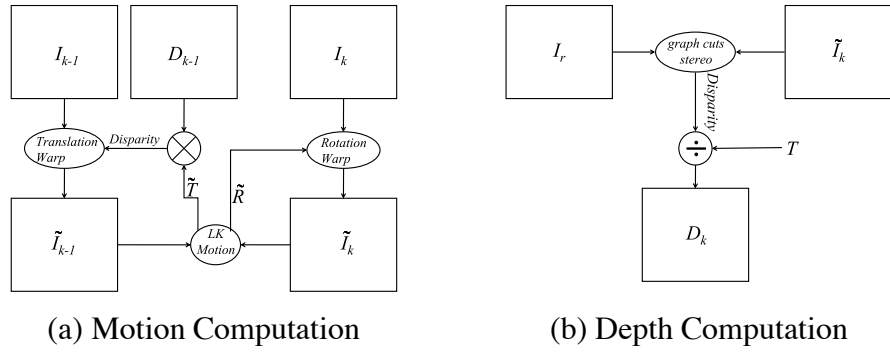 I_{k-1}
D_{k-1}
I_k
Translation
Warp
Disparity
Rotation
Warp
T̃
R̃
Ĩ_{k-1}
LK
Motion
Ĩ_k
(a) Motion Computation
I_r
graph cuts
stereo
Ĩ_k
Disparity
÷
T
D_k
(b) Depth Computation